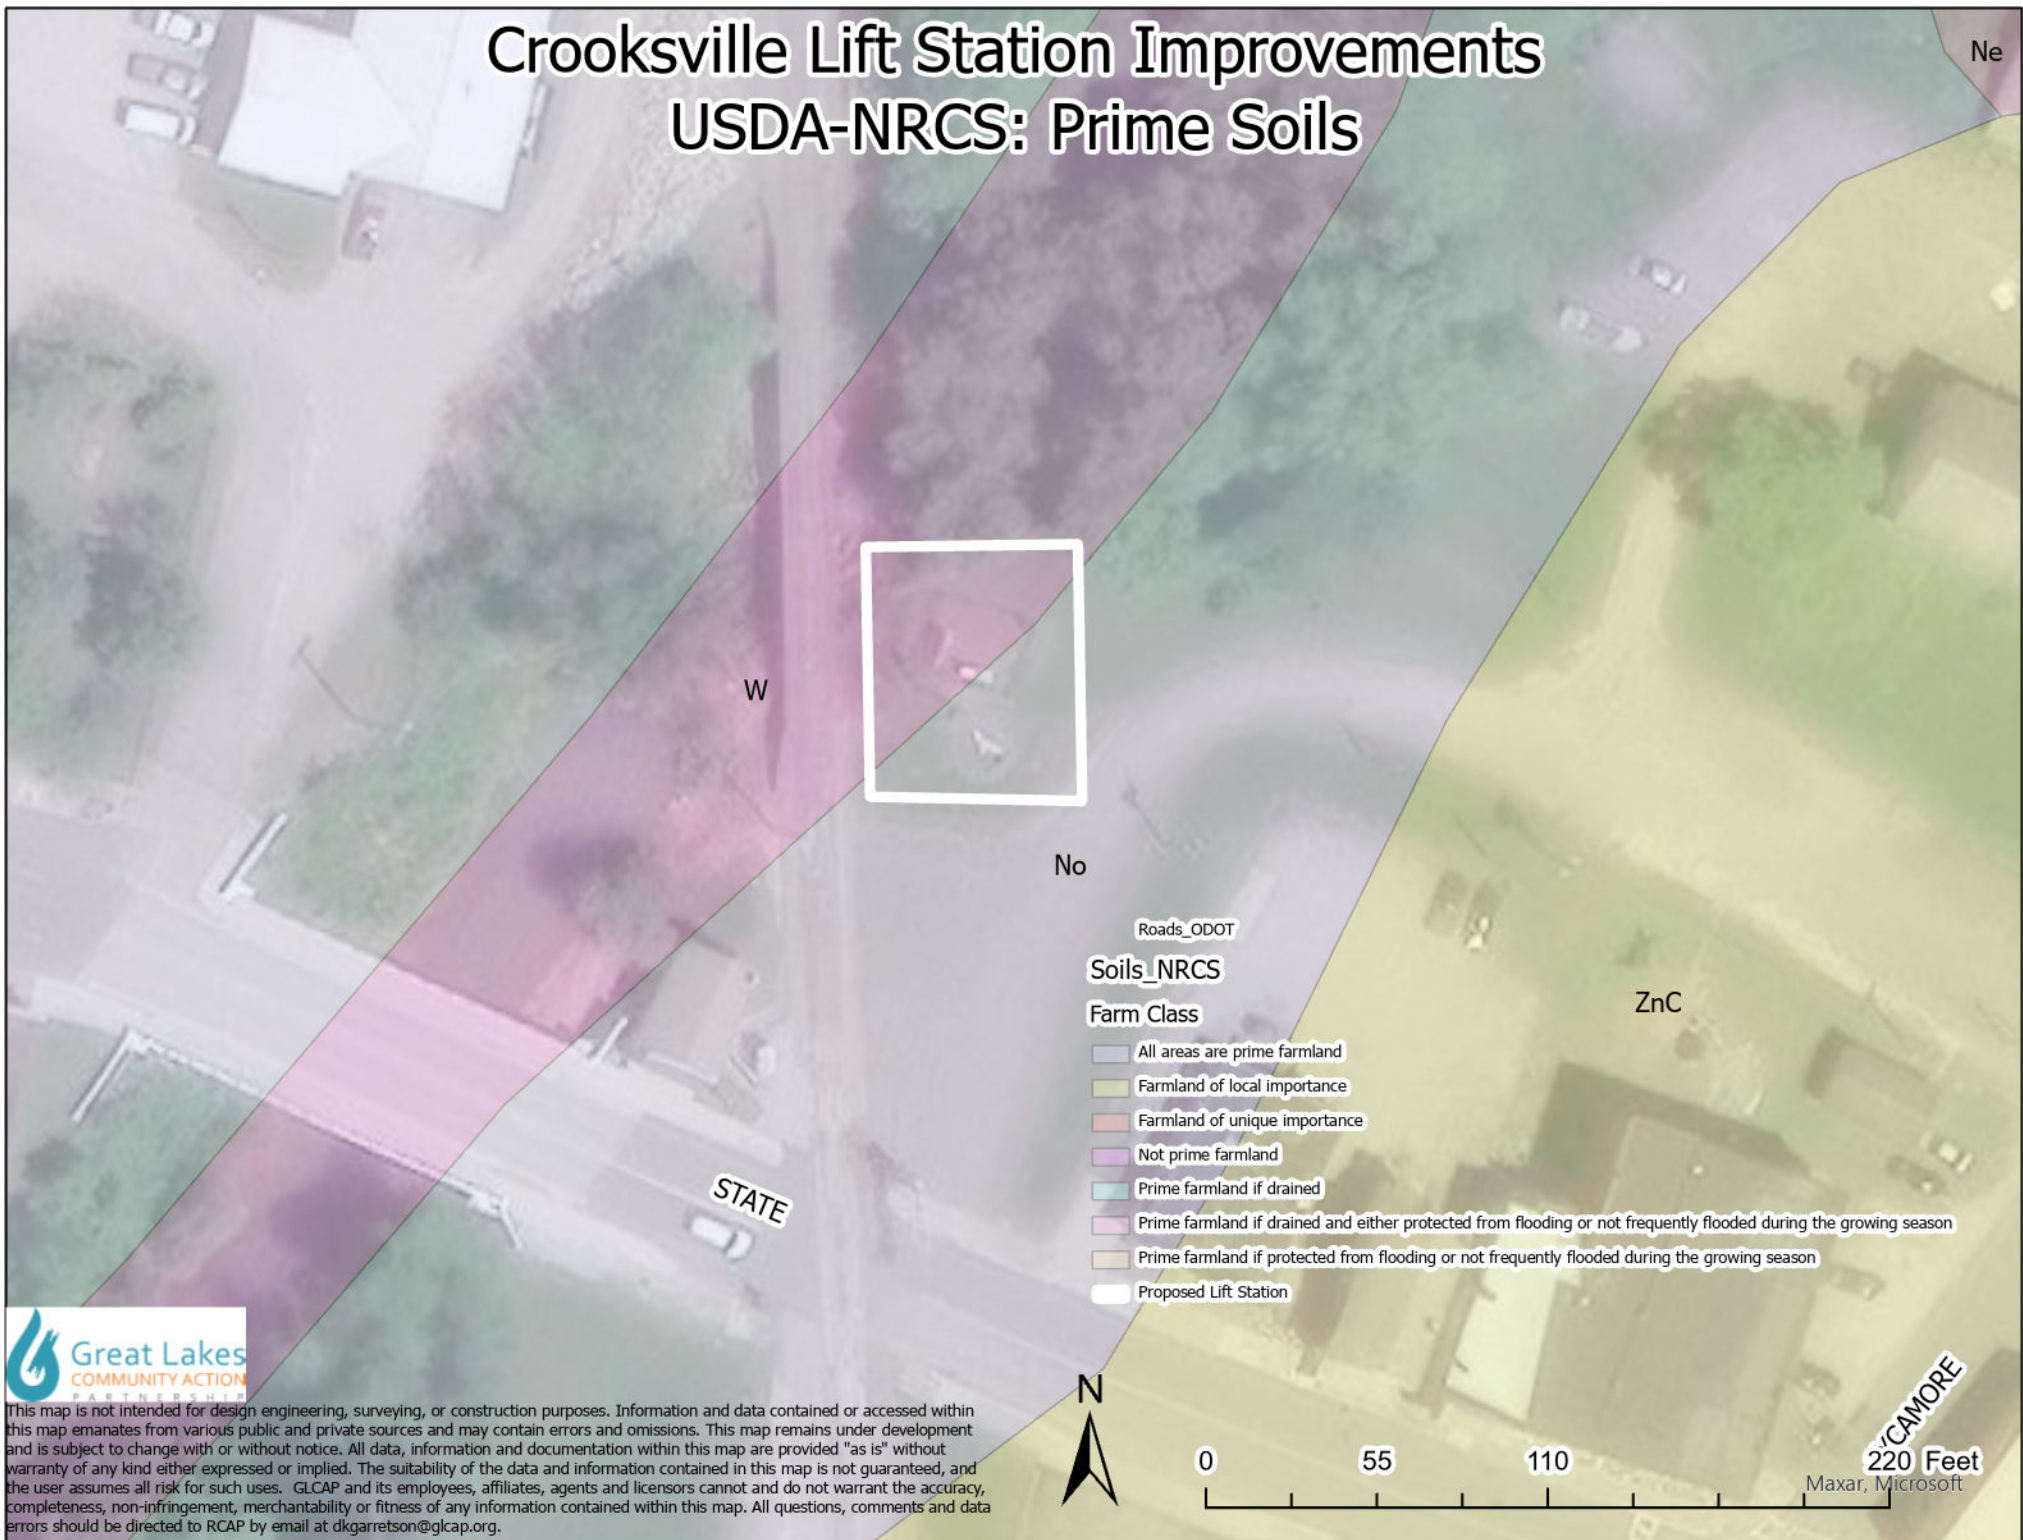 Crooksville Lift Station Improvements
USDA-NRCS: Prime Soils
Ne
W
No
ZnC
STATE
Roads_ODOT
Soils_NRCS
Farm Class
All areas are prime farmland
Farmland of local importance
Farmland of unique importance
Not prime farmland
Prime farmland if drained
Prime farmland if drained and either protected from flooding or not frequently flooded during the growing season
Prime farmland if protected from flooding or not frequently flooded during the growing season
Proposed Lift Station
Great Lakes
COMMUNITY ACTION
PARTNERSHIP
This map is not intended for design engineering, surveying, or construction purposes. Information and data contained or accessed within
this map emanates from various public and private sources and may contain errors and omissions. This map remains under development
and is subject to change with or without notice. All data, information and documentation within this map are provided "as is" without
warranty of any kind either expressed or implied. The suitability of the data and information contained in this map is not guaranteed, and
the user assumes all risk for such uses. GLCAP and its employees, affiliates, agents and licensors cannot and do not warrant the accuracy,
completeness, non-infringement, merchantability or fitness of any information contained within this map. All questions, comments and data
errors should be directed to RCAP by email at dkgarretson@glcap.org.
N
0 55 110 220 Feet
YCAMORE
Maxar, Microsoft